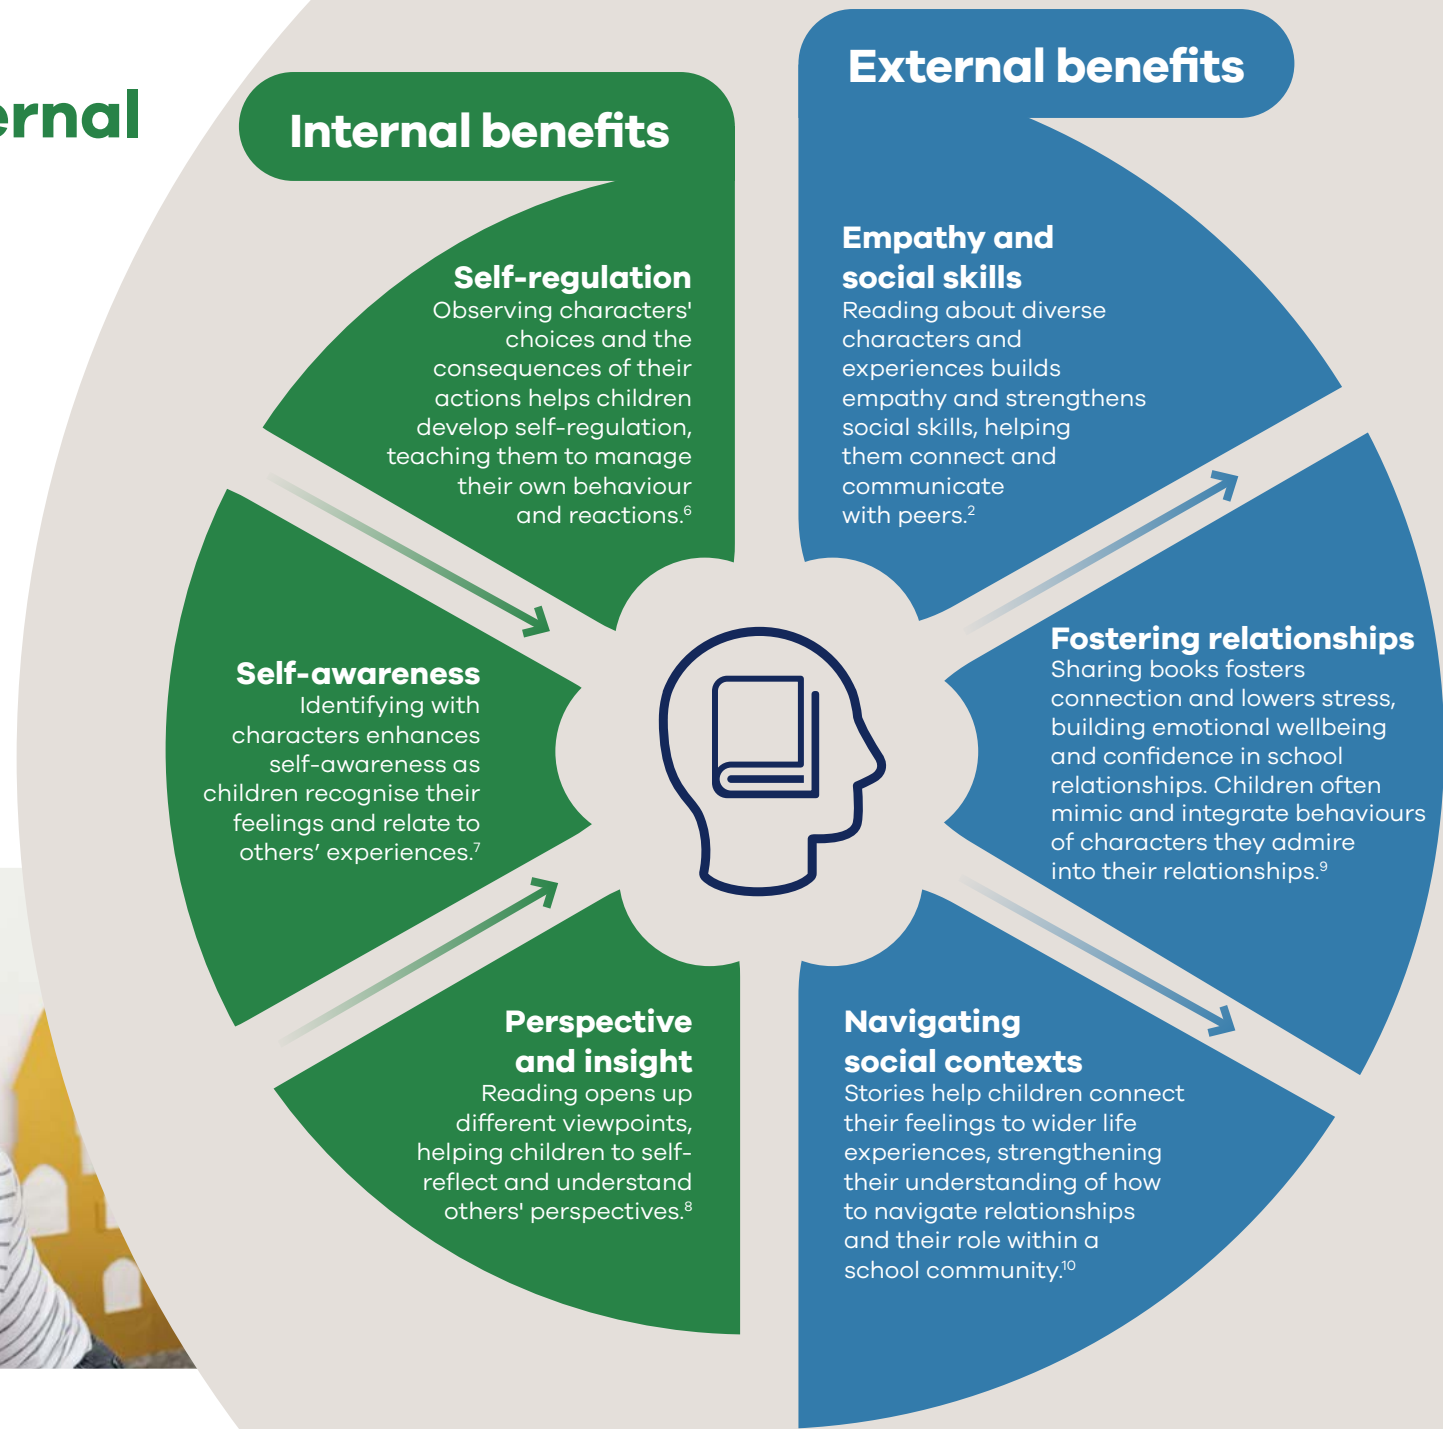 ernal
Internal benefits
Self-regulation
Observing characters'
choices and the
consequences of their
actions helps children
develop self-regulation,
teaching them to manage
their own behaviour
and reactions.⁶
Self-awareness
Identifying with
characters enhances
self-awareness as
children recognise their
feelings and relate to
others’ experiences.⁷
Perspective
and insight
Reading opens up
different viewpoints,
helping children to self-
reflect and understand
others' perspectives.⁸
External benefits
Empathy and
social skills
Reading about diverse
characters and
experiences builds
empathy and strengthens
social skills, helping
them connect and
communicate
with peers.²
Fostering relationships
Sharing books fosters
connection and lowers stress,
building emotional wellbeing
and confidence in school
relationships. Children often
mimic and integrate behaviours
of characters they admire
into their relationships.⁹
Navigating
social contexts
Stories help children connect
their feelings to wider life
experiences, strengthening
their understanding of how
to navigate relationships
and their role within a
school community.¹⁰